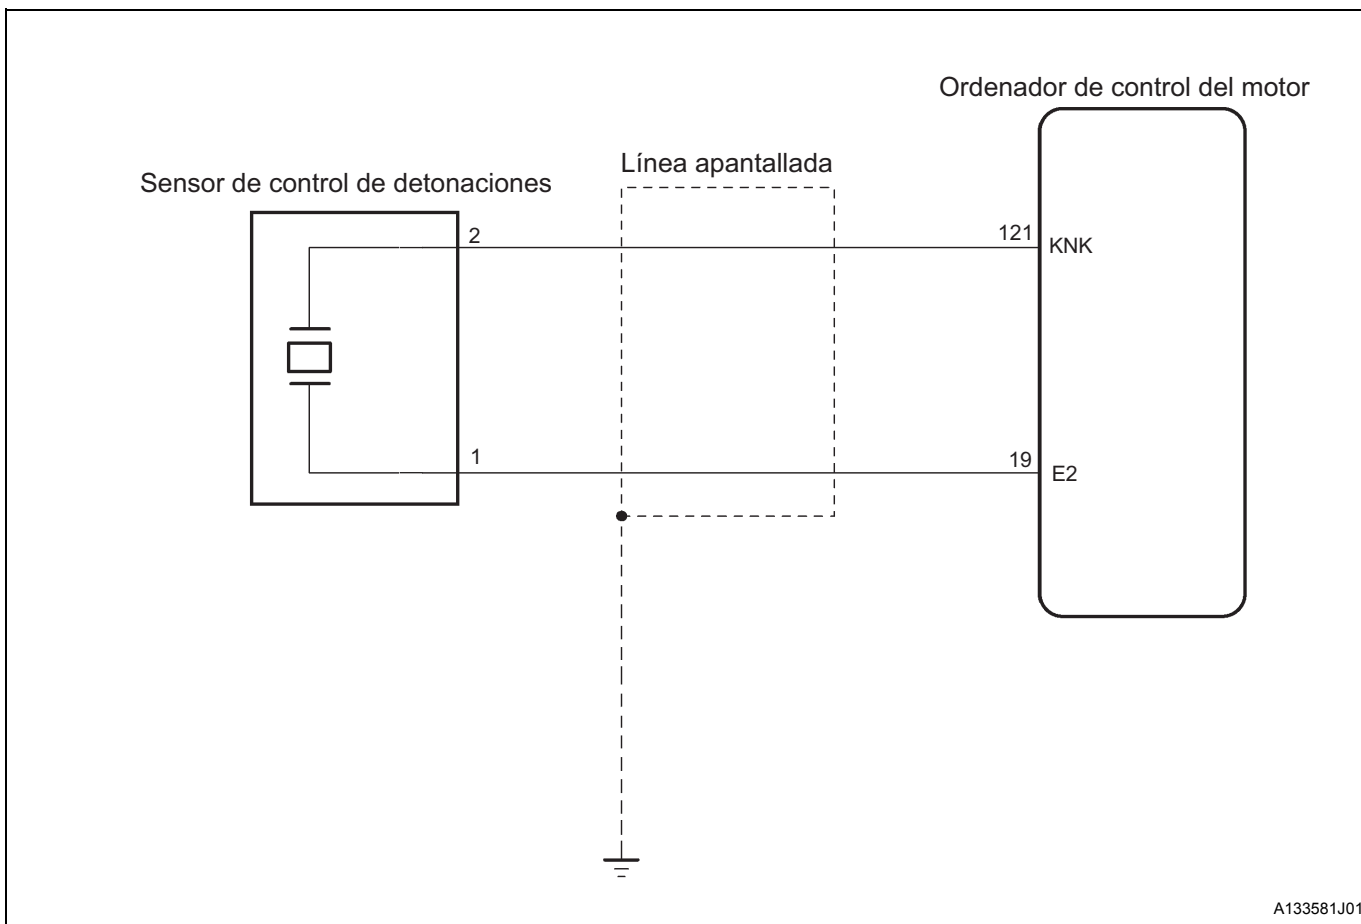 Ordenador de control del motor
Línea apantallada
Sensor de control de detonaciones
2
121
KNK
1
19
E2
A133581J01